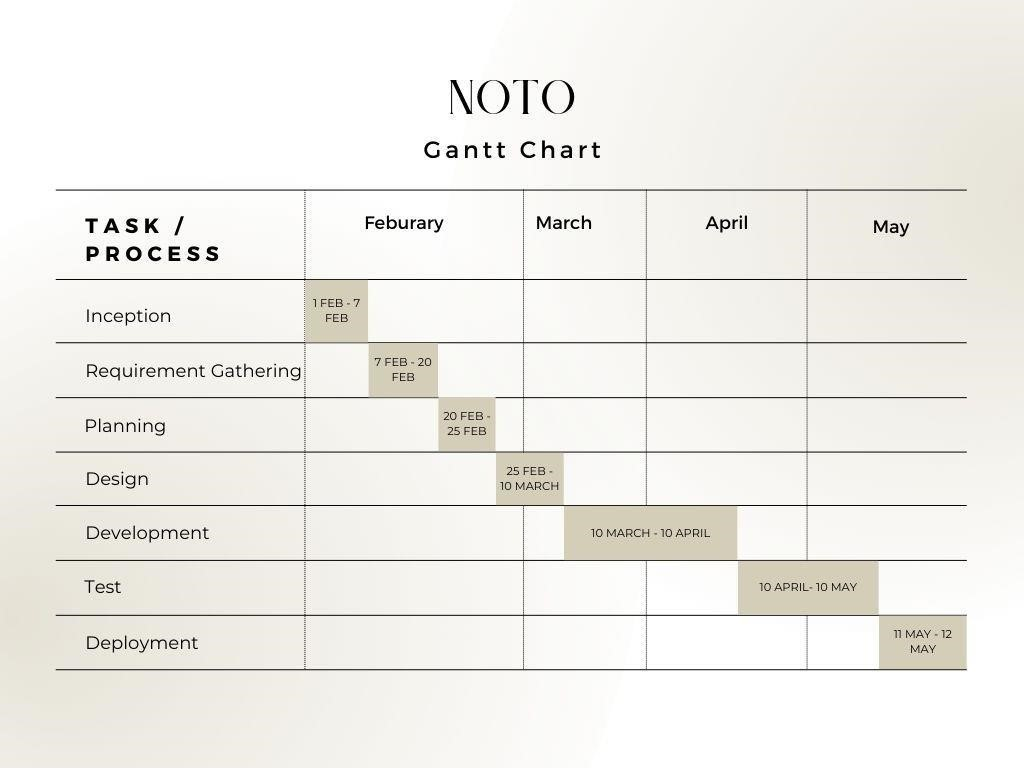 NOTO
Gantt Chart
TASK /
PROCESS
Feburary
March
April
May
Inception
1 FEB - 7
FEB
Requirement Gathering
7 FEB - 20
FEB
Planning
20 FEB -
25 FEB
Design
25 FEB -
10 MARCH
Development
10 MARCH - 10 APRIL
Test
10 APRIL- 10 MAY
Deployment
11 MAY - 12
MAY